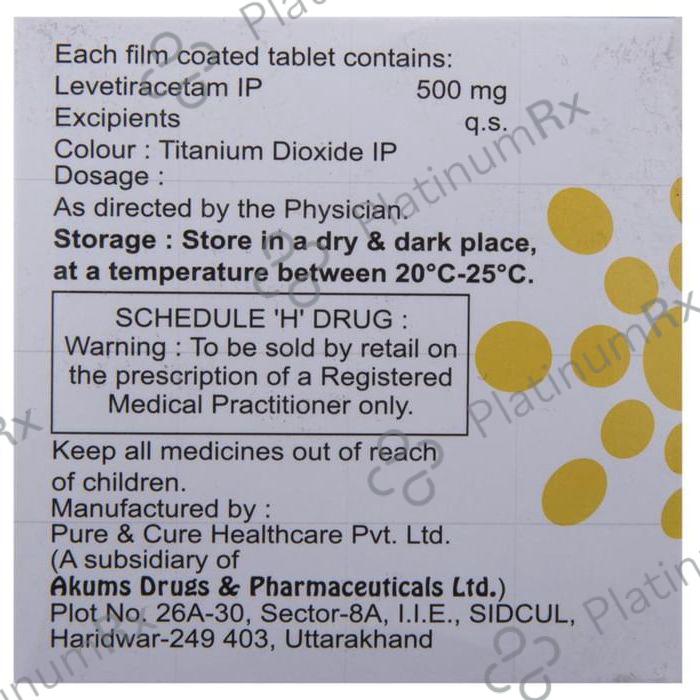 Each film coated tablet contains:
Levetiracetam IP 500 mg
Excipients q.s.
Colour : Titanium Dioxide IP
Dosage :
As directed by the Physician.
Storage : Store in a dry & dark place,
at a temperature between 20°C-25°C.
SCHEDULE 'H' DRUG :
Warning : To be sold by retail on
the prescription of a Registered
Medical Practitioner only.
Keep all medicines out of reach
of children.
Manufactured by :
Pure & Cure Healthcare Pvt. Ltd.
(A subsidiary of
Akums Drugs & Pharmaceuticals Ltd.)
Plot No. 26A-30, Sector-8A, I.I.E., SIDCUL,
Haridwar-249 403, Uttarakhand
PlatinumRx
PlatinumRx